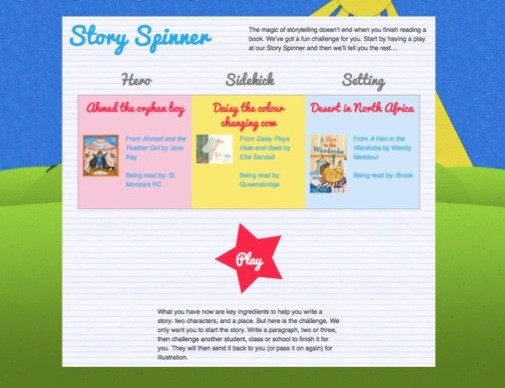 Story Spinner
The magic of storytelling doesn't end when you finish reading a
book. We've got a fun challenge for you. Start by having a play
at our Story Spinner and then we'll tell you the rest....
Hero
Sidekick
Setting
Ahmed the orphan boy
From Ahmed and the
Feather Girl by Jane
Ray
Being read by: St
Monica's RC
Daisy the colour
changing cow
From Daisy Plays
Hide-and-Seek by
Ellie Sandall
Being read by:
Queensbridge
Desert in North Africa
A Hen
in the
Wardrobe
From A Hen in the
Wardrobe by Wendy
Meddour
Being read by: Brook
Play
What you have now are key ingredients to help you write a
story: two characters, and a place. But here is the challenge. We
only want you to start the story. Write a paragraph, two or three,
then challenge another student, class or school to finish it for
you. They will then send it back to you (or pass it on again) for
illustration.